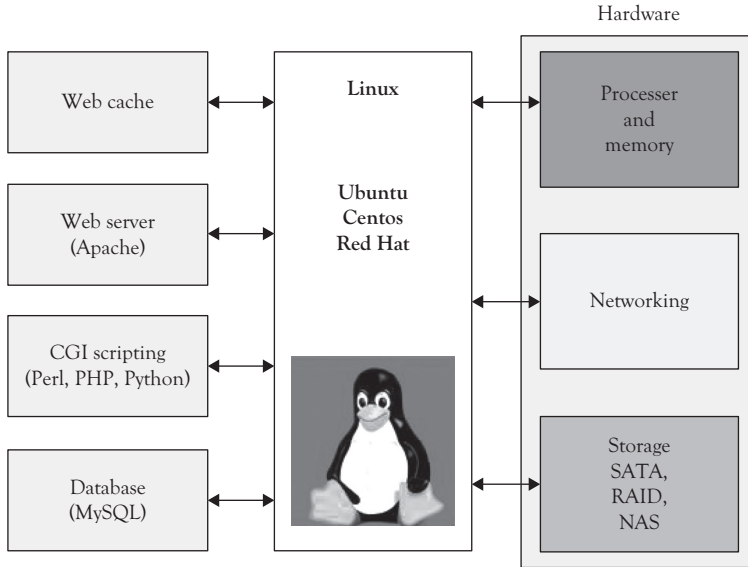 Hardware
Web cache
Web server
(Apache)
CGI scripting
(Perl, PHP, Python)
Database
(MySQL)
Linux
Ubuntu
Centos
Red Hat
Processer
and
memory
Networking
Storage
SATA,
RAID,
NAS